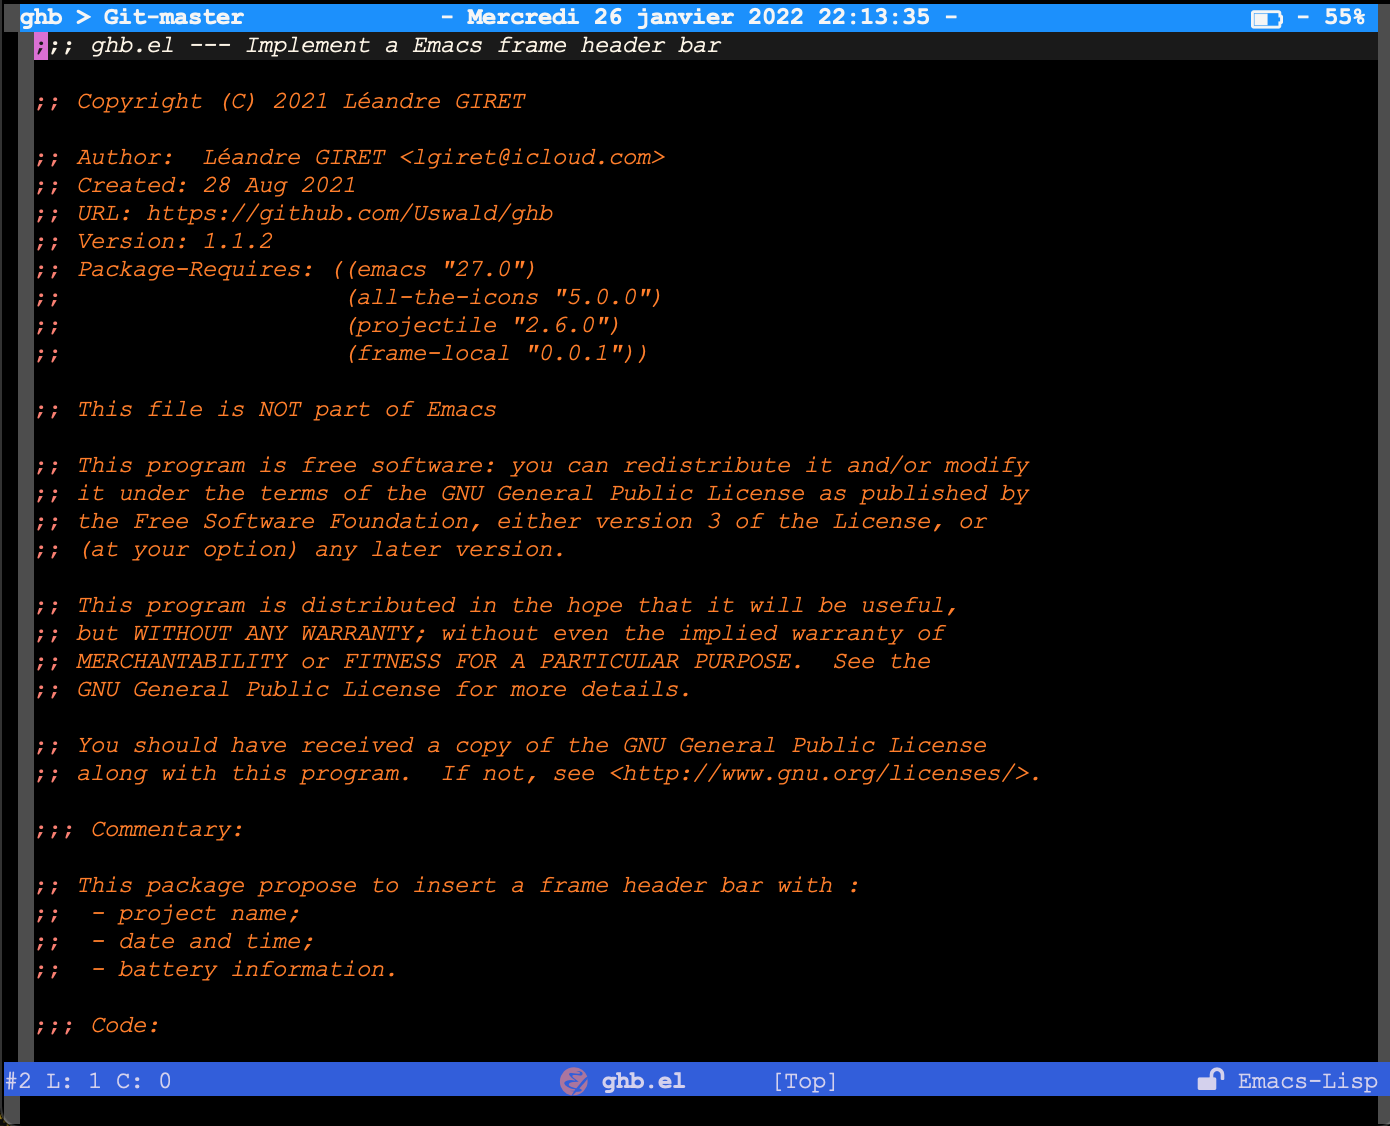 ghb > Git-master - Mercredi 26 janvier 2022 22:13:35 - - 55%
;;; ghb.el --- Implement a Emacs frame header bar
;; Copyright (C) 2021 Léandre GIRET
;; Author:  Léandre GIRET <lgiret@icloud.com>
;; Created: 28 Aug 2021
;; URL: https://github.com/Uswald/ghb
;; Version: 1.1.2
;; Package-Requires: ((emacs "27.0")
;;                    (all-the-icons "5.0.0")
;;                    (projectile "2.6.0")
;;                    (frame-local "0.0.1"))
;; This file is NOT part of Emacs
;; This program is free software: you can redistribute it and/or modify
;; it under the terms of the GNU General Public License as published by
;; the Free Software Foundation, either version 3 of the License, or
;; (at your option) any later version.
;; This program is distributed in the hope that it will be useful,
;; but WITHOUT ANY WARRANTY; without even the implied warranty of
;; MERCHANTABILITY or FITNESS FOR A PARTICULAR PURPOSE.  See the
;; GNU General Public License for more details.
;; You should have received a copy of the GNU General Public License
;; along with this program.  If not, see <http://www.gnu.org/licenses/>.
;;; Commentary:
;; This package propose to insert a frame header bar with :
;;  - project name;
;;  - date and time;
;;  - battery information.
;;; Code:
#2 L: 1 C: 0 ghb.el [Top] Emacs-Lisp